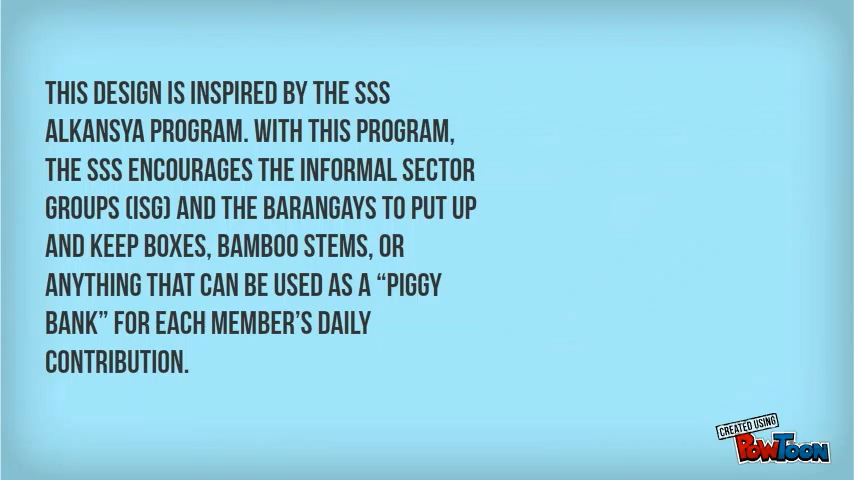 THIS DESIGN IS INSPIRED BY THE SSS
ALKANSYA PROGRAM. WITH THIS PROGRAM,
THE SSS ENCOURAGES THE INFORMAL SECTOR
GROUPS (ISG) AND THE BARANGAYS TO PUT UP
AND KEEP BOXES, BAMBOO STEMS, OR
ANYTHING THAT CAN BE USED AS A “PIGGY
BANK” FOR EACH MEMBER’S DAILY
CONTRIBUTION.
CREATED USING
POWTOON